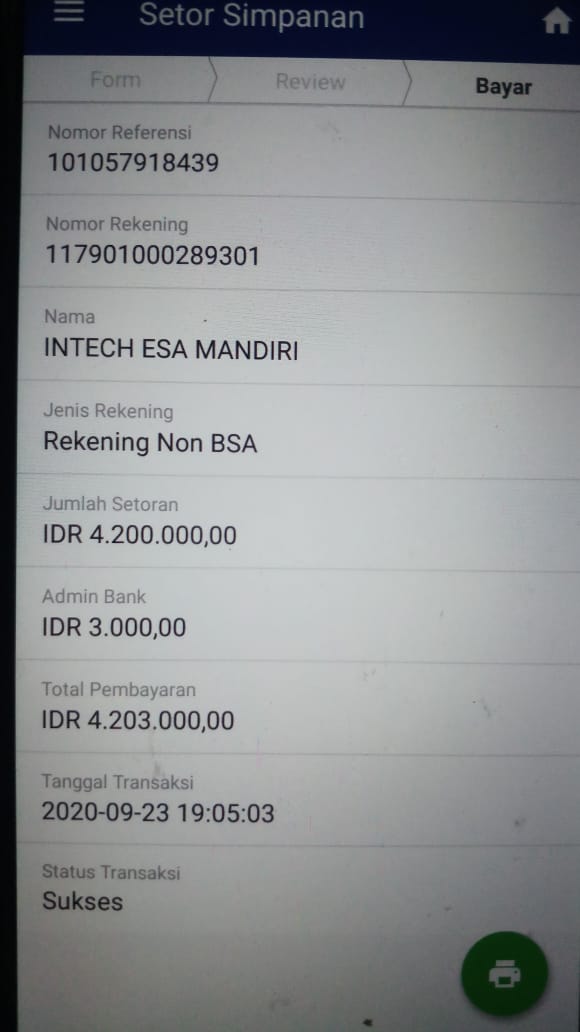 Setor Simpanan
Form
Review
Bayar
Nomor Referensi
101057918439
Nomor Rekening
117901000289301
Nama
INTECH ESA MANDIRI
Jenis Rekening
Rekening Non BSA
Jumlah Setoran
IDR 4.200.000,00
Admin Bank
IDR 3.000,00
Total Pembayaran
IDR 4.203.000,00
Tanggal Transaksi
2020-09-23 19:05:03
Status Transaksi
Sukses